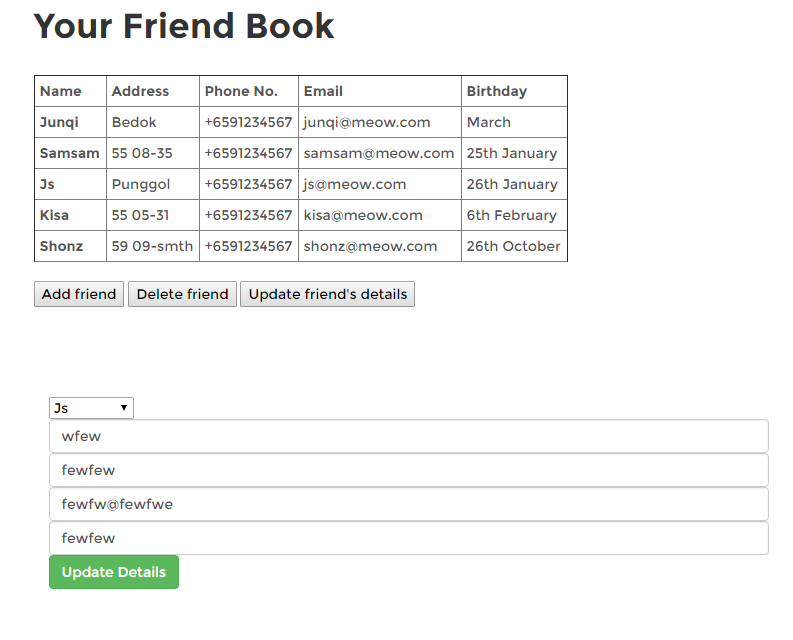 Your Friend Book
Name Address Phone No. Email Birthday
Junqi Bedok +6591234567 junqi@meow.com March
Samsam 55 08-35 +6591234567 samsam@meow.com 25th January
Js Punggol +6591234567 js@meow.com 26th January
Kisa 55 05-31 +6591234567 kisa@meow.com 6th February
Shonz 59 09-smth +6591234567 shonz@meow.com 26th October
Add friend Delete friend Update friend's details
Js
wfew
fewfew
fewfw@fewfwe
fewfew
Update Details